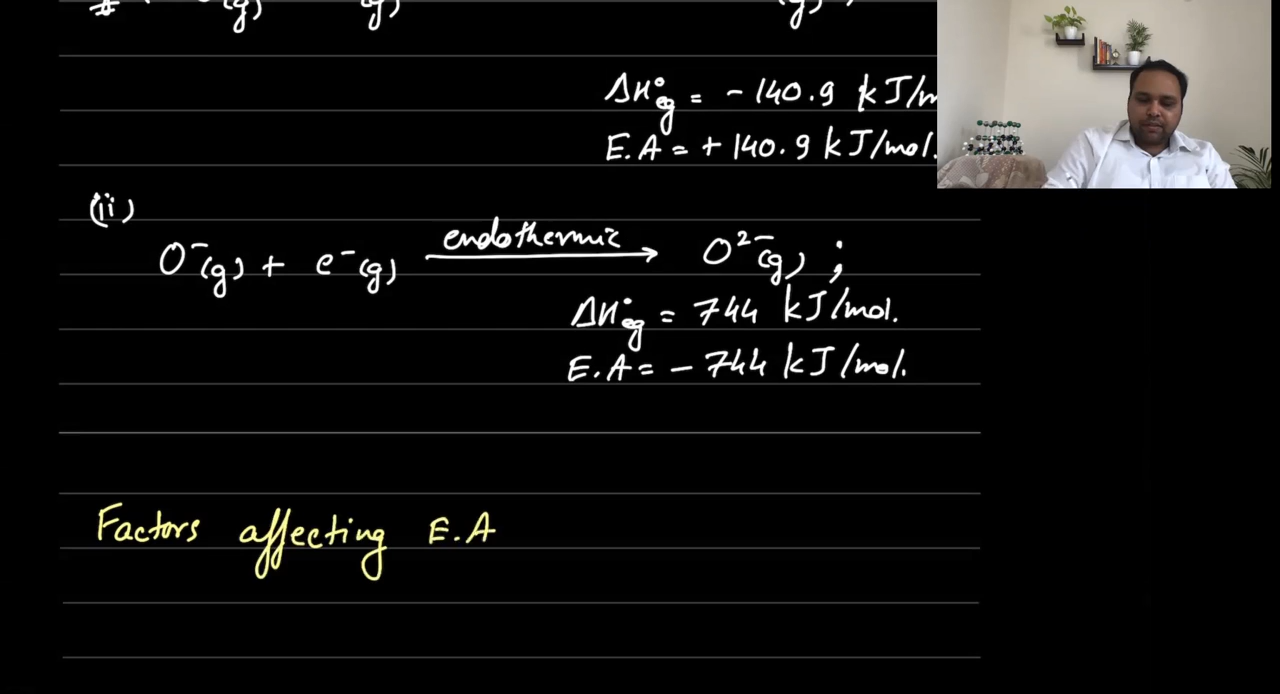 (g) (g) (g)
ΔH°eg = - 140.9 kJ/m
E.A = + 140.9 kJ/mol.
(ii)
O⁻(g) + e⁻(g) endothermic → O²⁻(g) ;
ΔH°eg = 744 kJ/mol.
E.A = - 744 kJ/mol.
Factors affecting E.A